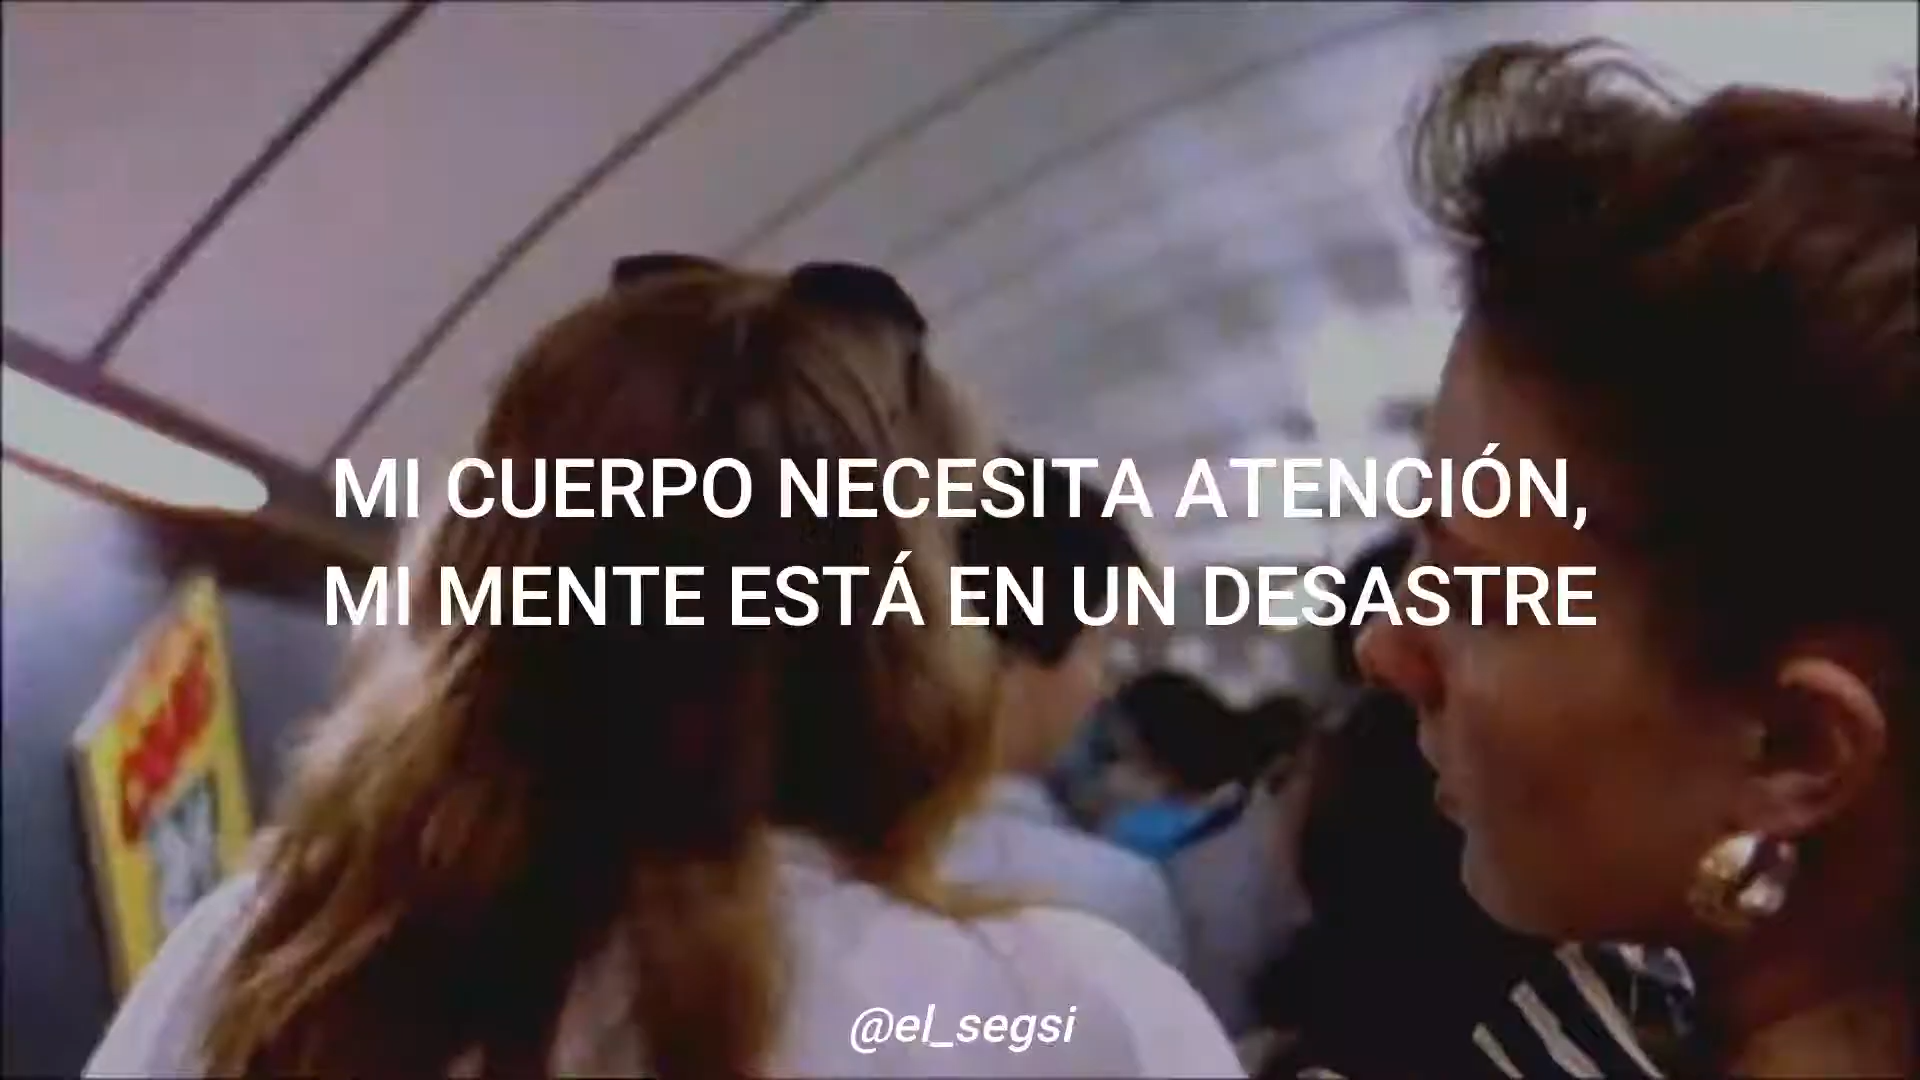 MI CUERPO NECESITA ATENCIÓN,
MI MENTE ESTÁ EN UN DESASTRE
@el_segsi